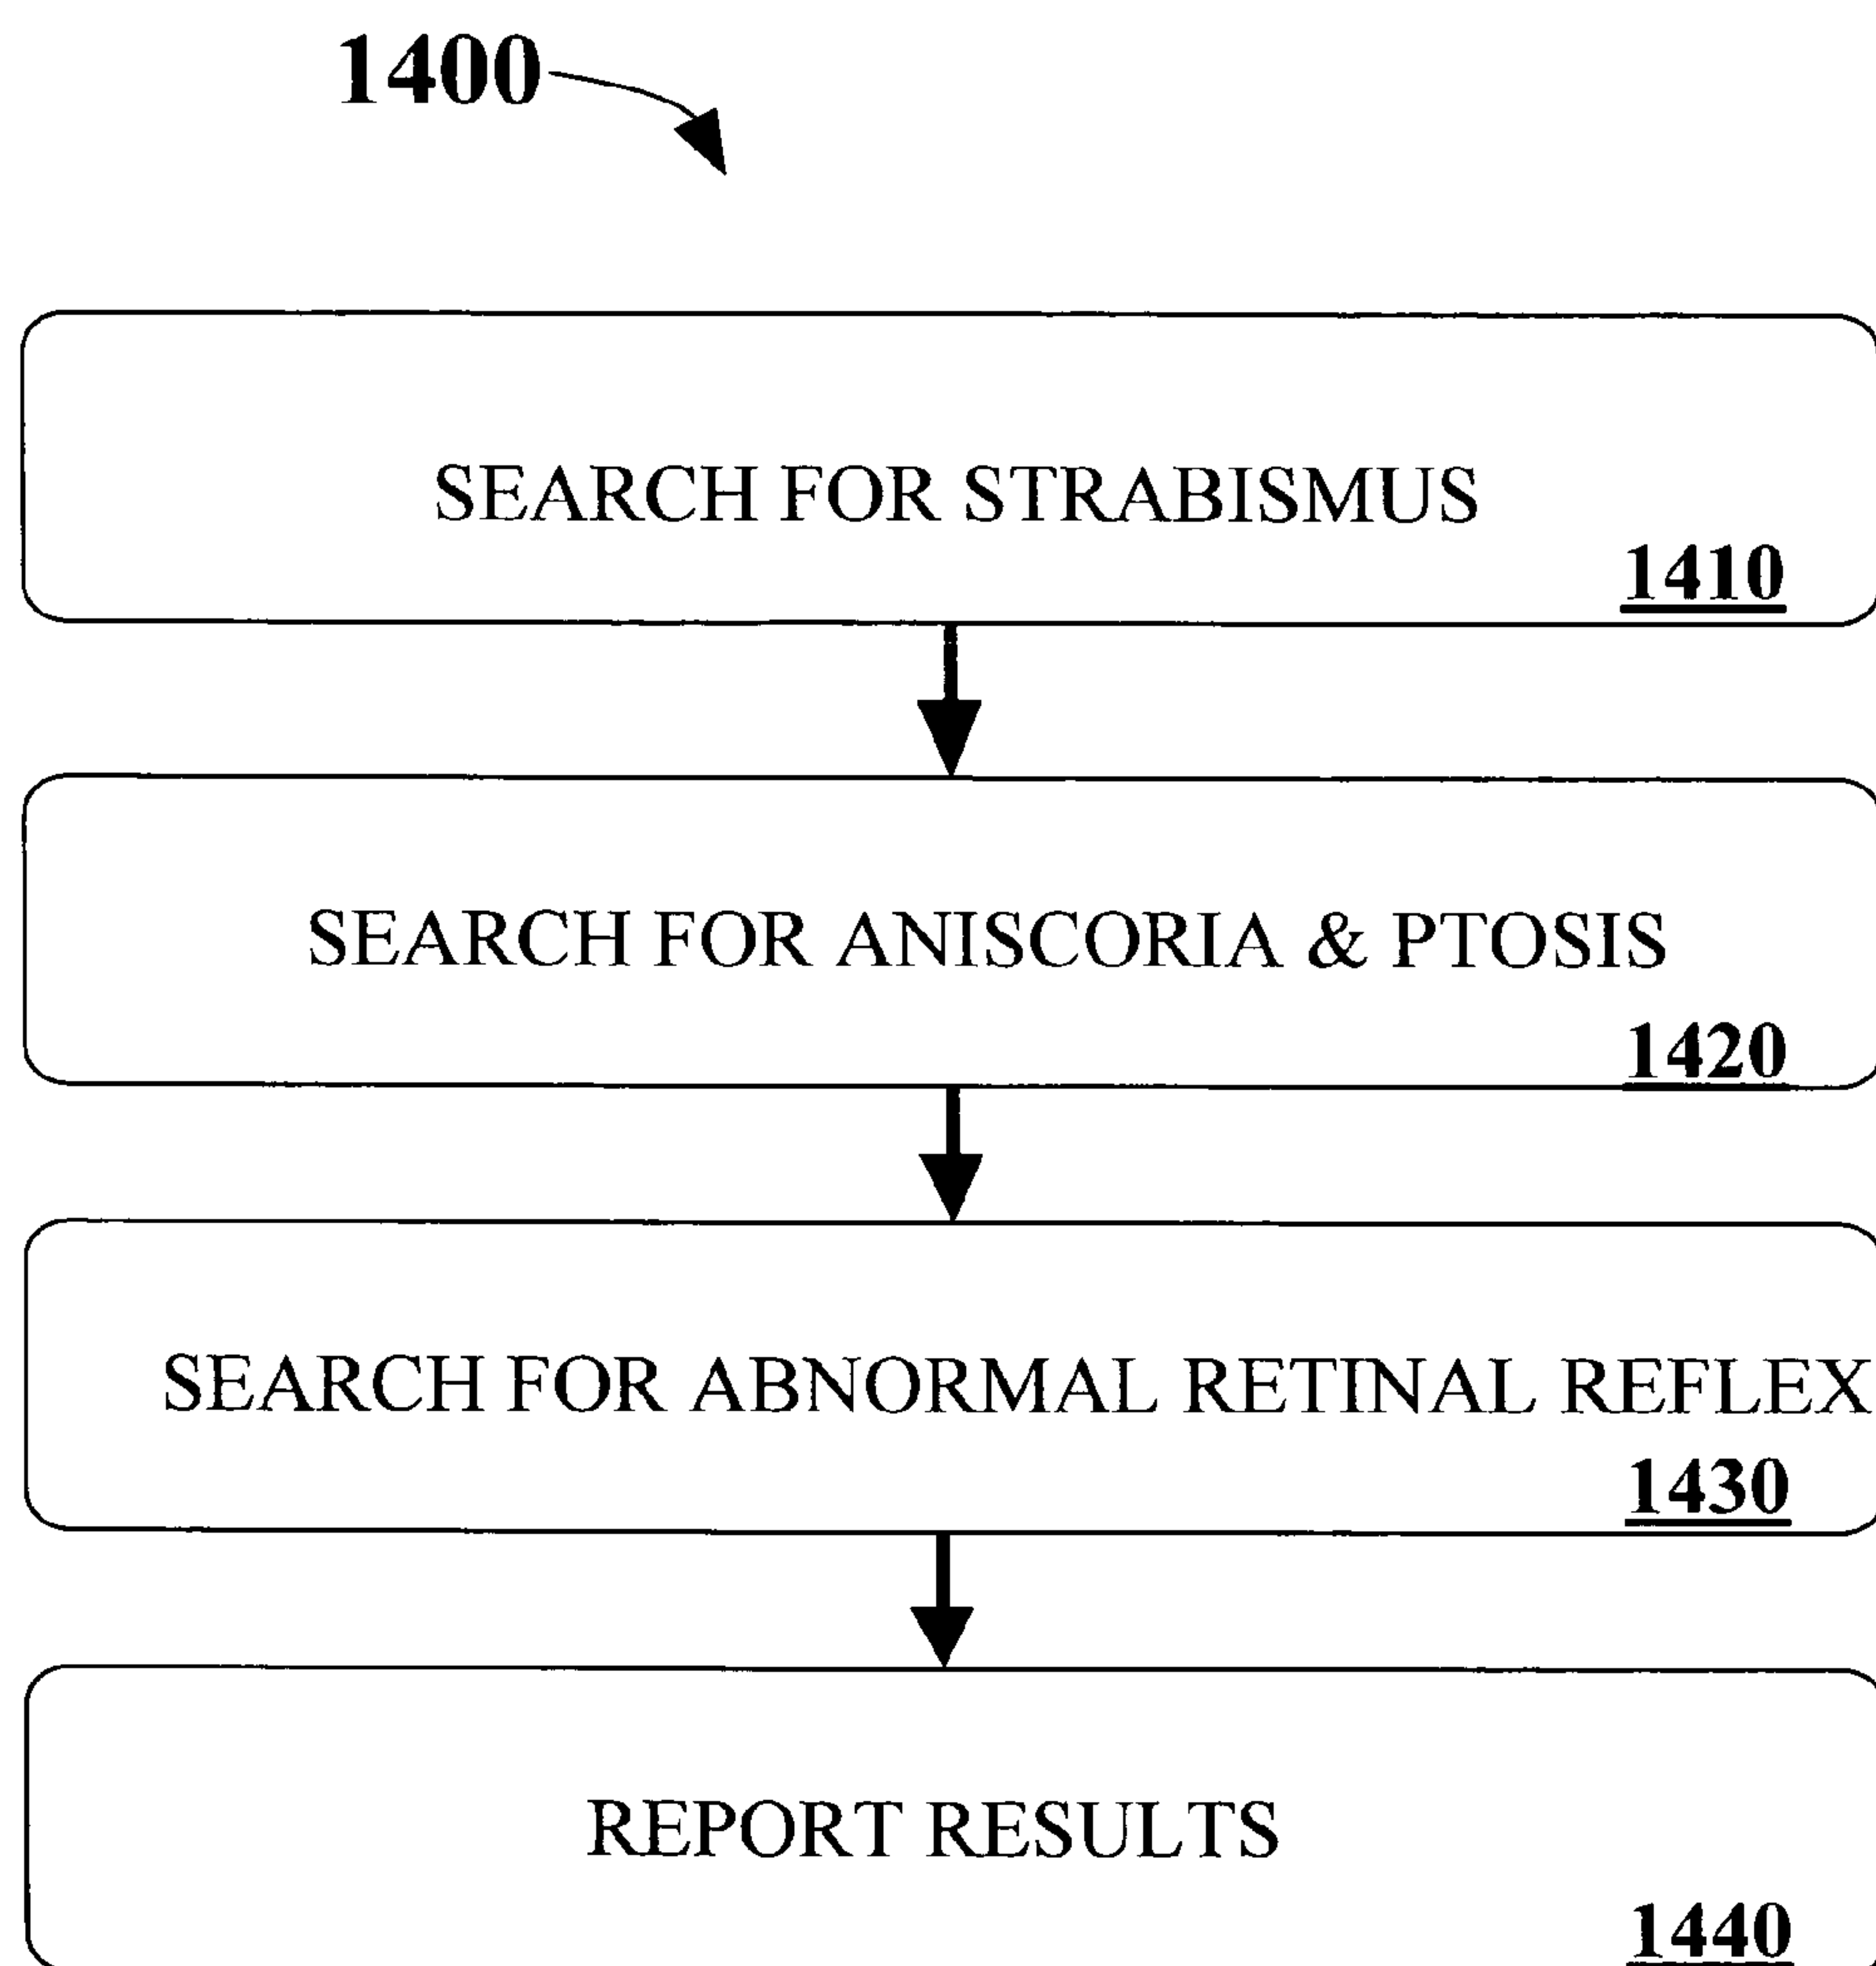 1400
SEARCH FOR STRABISMUS
1410
SEARCH FOR ANISCORIA & PTOSIS
1420
SEARCH FOR ABNORMAL RETINAL REFLEX
1430
REPORT RESULTS
1440